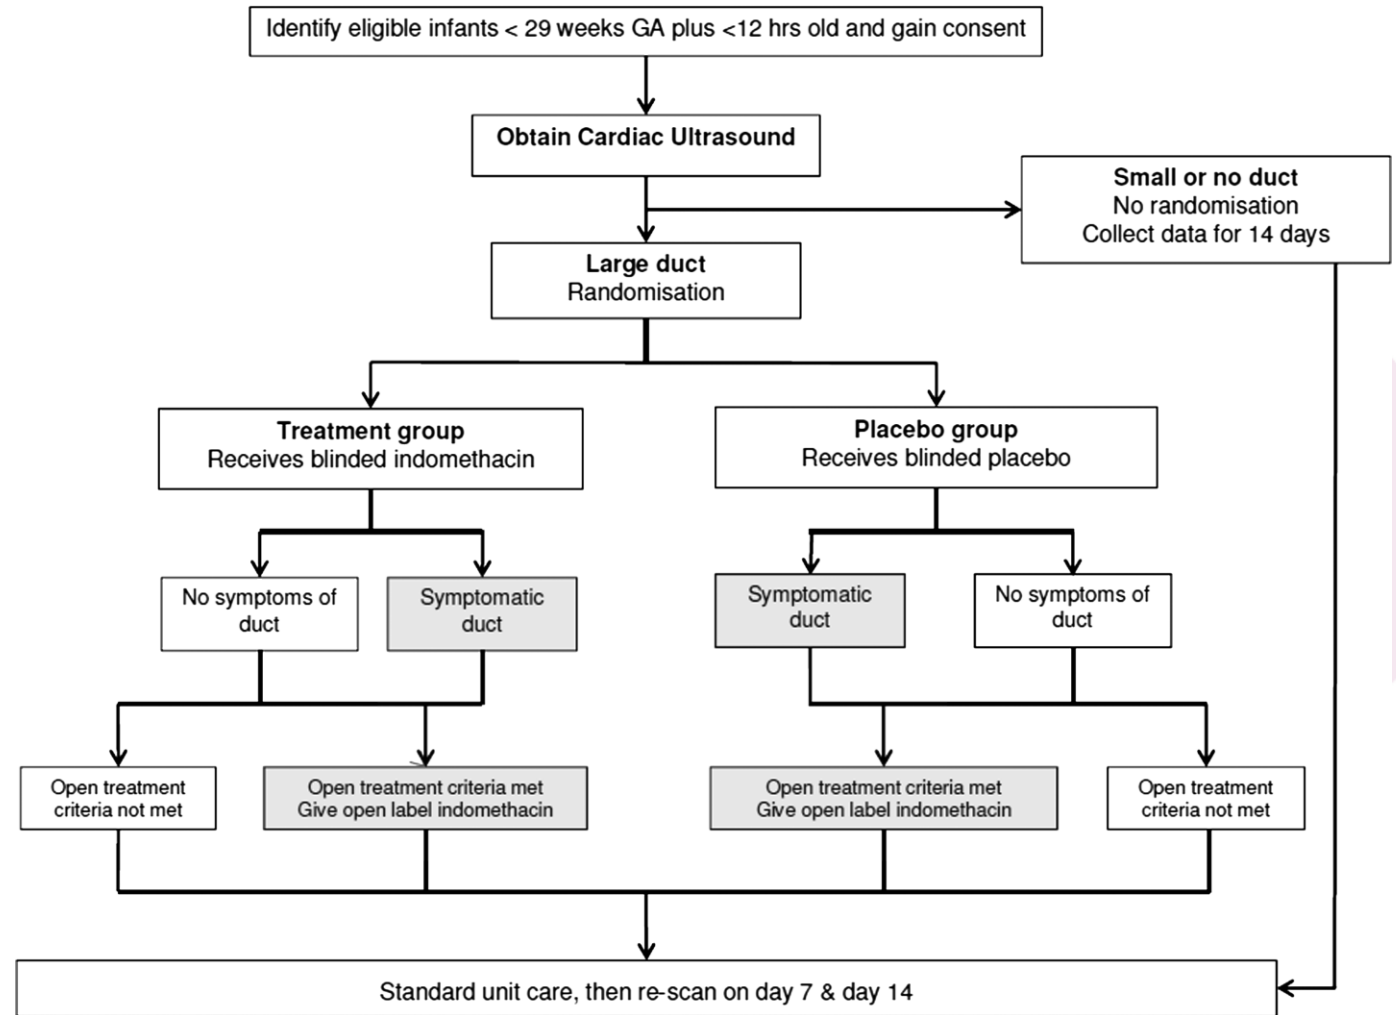 Identify eligible infants < 29 weeks GA plus <12 hrs old and gain consent
Obtain Cardiac Ultrasound
Small or no duct
No randomisation
Collect data for 14 days
Large duct
Randomisation
Treatment group
Receives blinded indomethacin
Placebo group
Receives blinded placebo
No symptoms of
duct
Symptomatic
duct
Symptomatic
duct
No symptoms of
duct
Open treatment
criteria not met
Open treatment criteria met
Give open label indomethacin
Open treatment criteria met
Give open label indomethacin
Open treatment
criteria not met
Standard unit care, then re-scan on day 7 & day 14